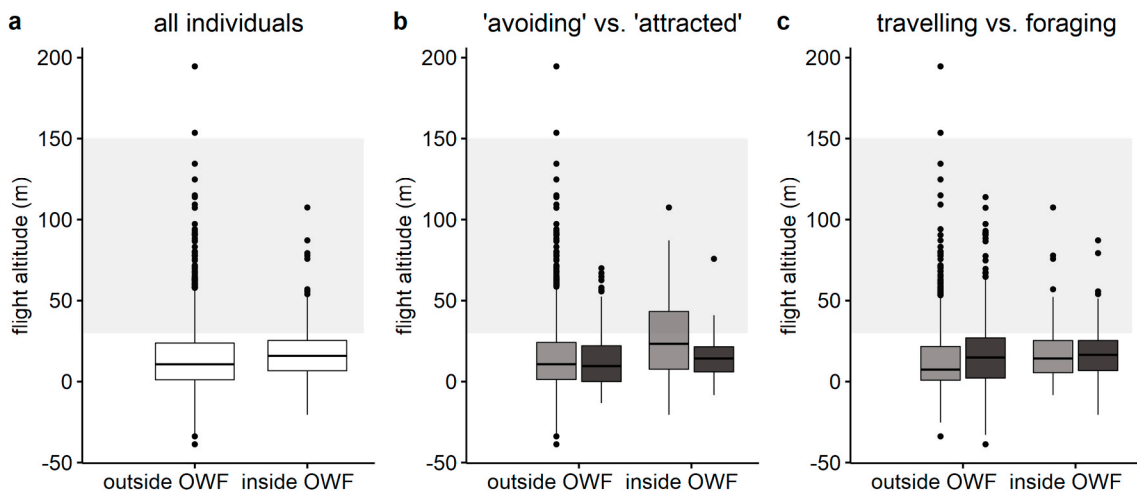 a all individuals
flight altitude (m)
200
150
100
50
0
-50
outside OWF inside OWF
b 'avoiding' vs. 'attracted'
flight altitude (m)
200
150
100
50
0
-50
outside OWF inside OWF
c travelling vs. foraging
flight altitude (m)
200
150
100
50
0
-50
outside OWF inside OWF